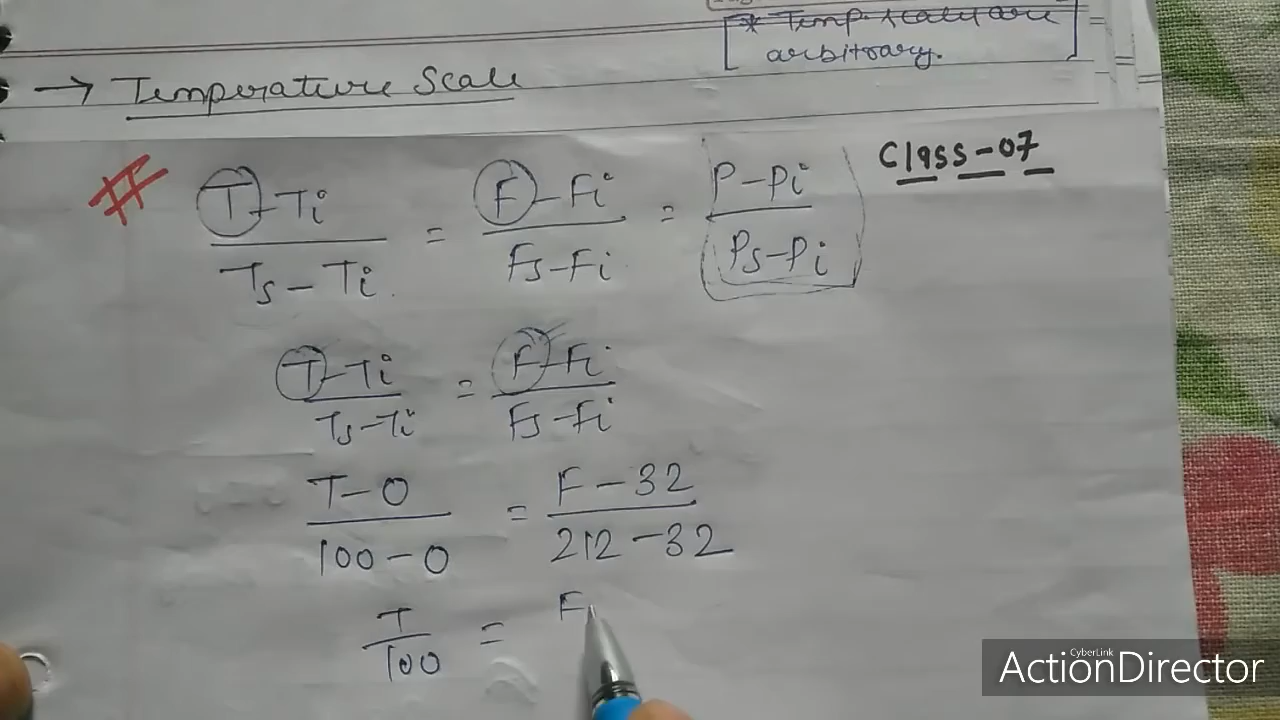 * Temp. scales are
arbitrary.
→ Temperature Scale
Class-07
# (T - Ti) / (Ts - Ti) = (F - Fi) / (Fs - Fi) = (P - Pi) / (Ps - Pi)
(T - Ti) / (Ts - Ti) = (F - Fi) / (Fs - Fi)
(T - 0) / (100 - 0) = (F - 32) / (212 - 32)
T / 100 = F
CyberLink
ActionDirector